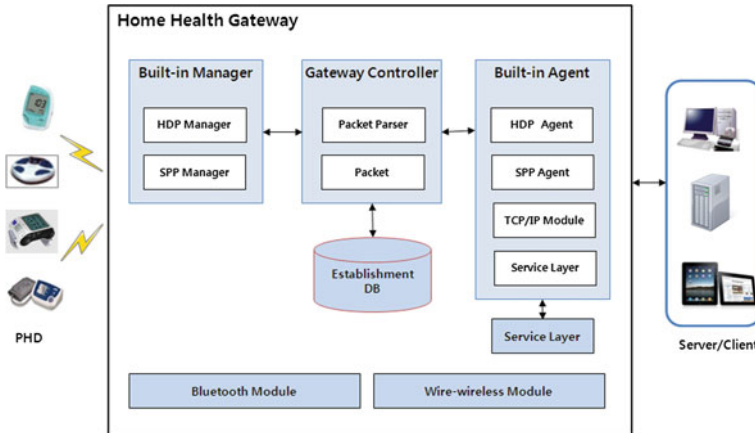 Home Health Gateway
Built-in Manager
HDP Manager
SPP Manager
Gateway Controller
Packet Parser
Packet
Establishment
DB
Built-in Agent
HDP Agent
SPP Agent
TCP/IP Module
Service Layer
Service Layer
Bluetooth Module
Wire-wireless Module
PHD
Server/Client